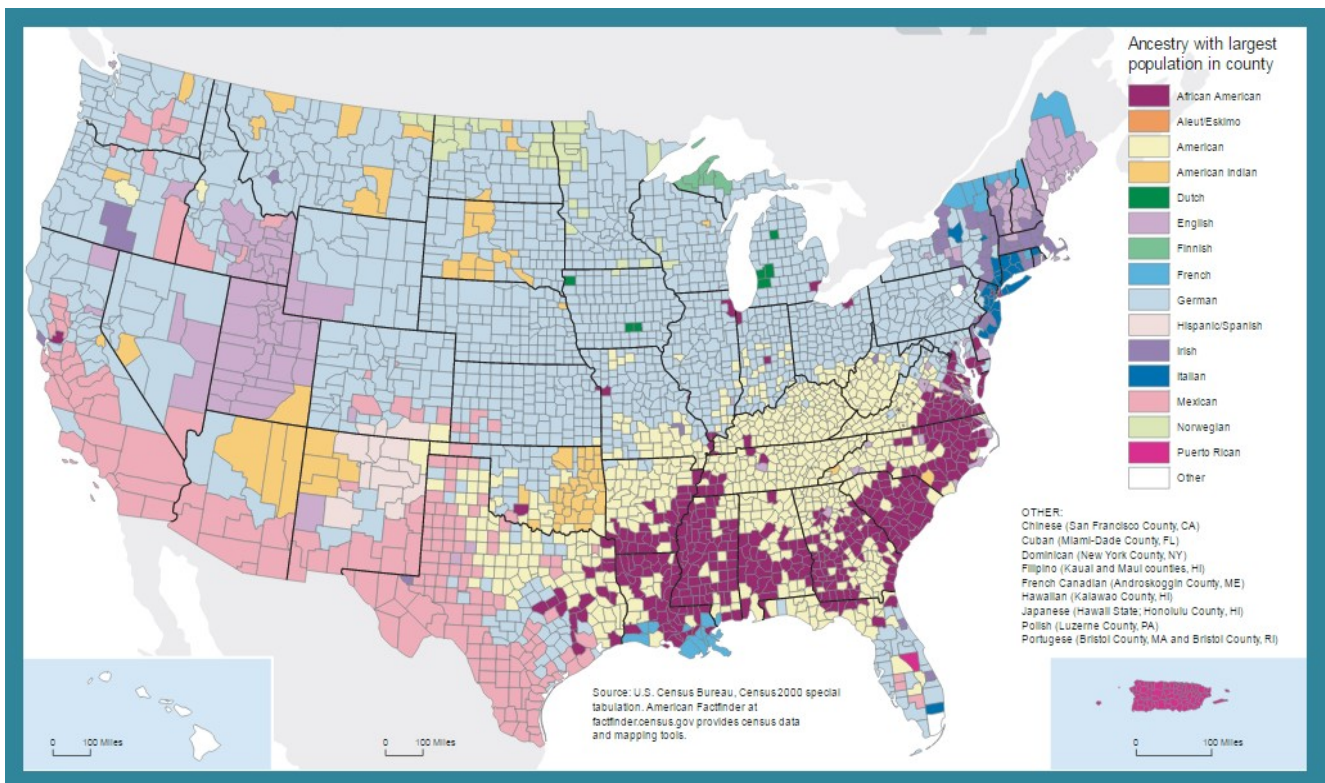 Ancestry with largest
population in county
African American
Aleut/Eskimo
American
American Indian
Dutch
English
Finnish
French
German
Hispanic/Spanish
Irish
Italian
Mexican
Norwegian
Puerto Rican
Other
OTHER:
Chinese (San Francisco County, CA)
Cuban (Miami-Dade County, FL)
Dominican (New York County, NY)
Filipino (Kauai and Maui counties, HI)
French Canadian (Androskoggin County, ME)
Hawaiian (Kalawao County, HI)
Japanese (Hawaii State; Honolulu County, HI)
Polish (Luzerne County, PA)
Portugese (Bristol County, MA and Bristol County, RI)
Source: U.S. Census Bureau, Census 2000 special
tabulation. American Factfinder at
factfinder.census.gov provides census data
and mapping tools.
0 100 Miles
0 100 Miles
0 100 Miles